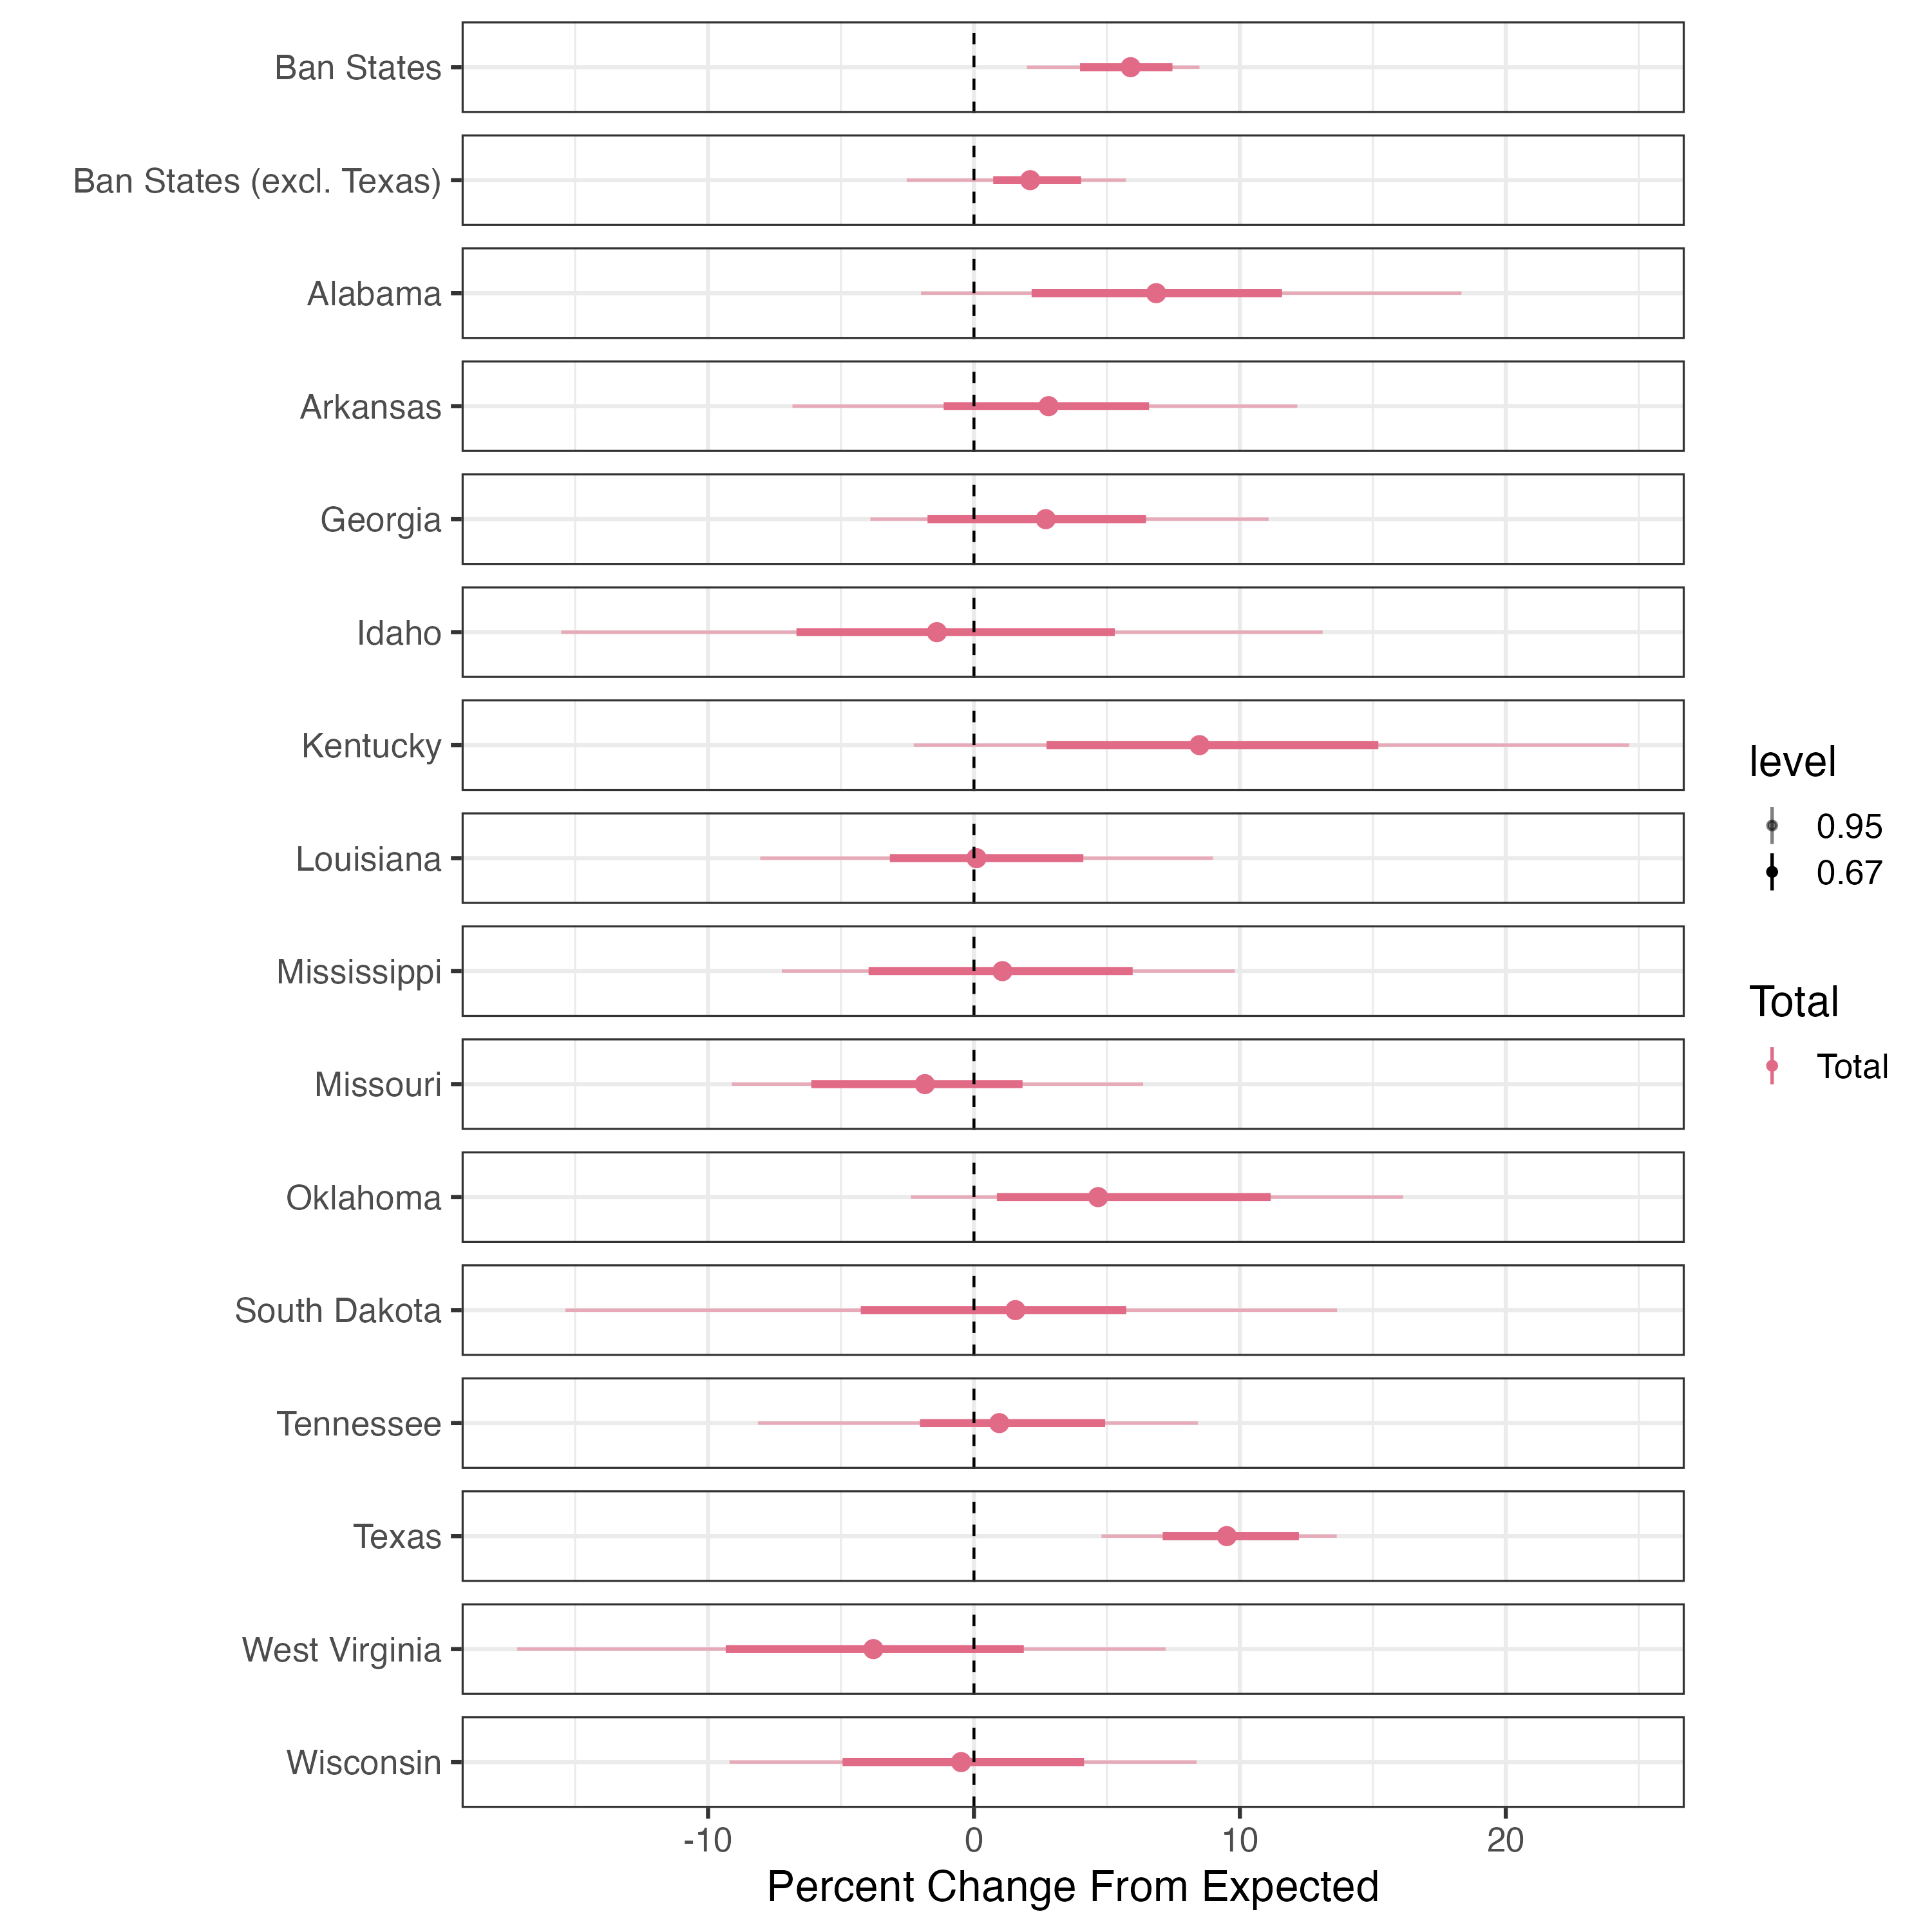 Ban States
Ban States (excl. Texas)
Alabama
Arkansas
Georgia
Idaho
Kentucky
Louisiana
Mississippi
Missouri
Oklahoma
South Dakota
Tennessee
Texas
West Virginia
Wisconsin
-10 0 10 20
Percent Change From Expected
level
0.95
0.67
Total
Total